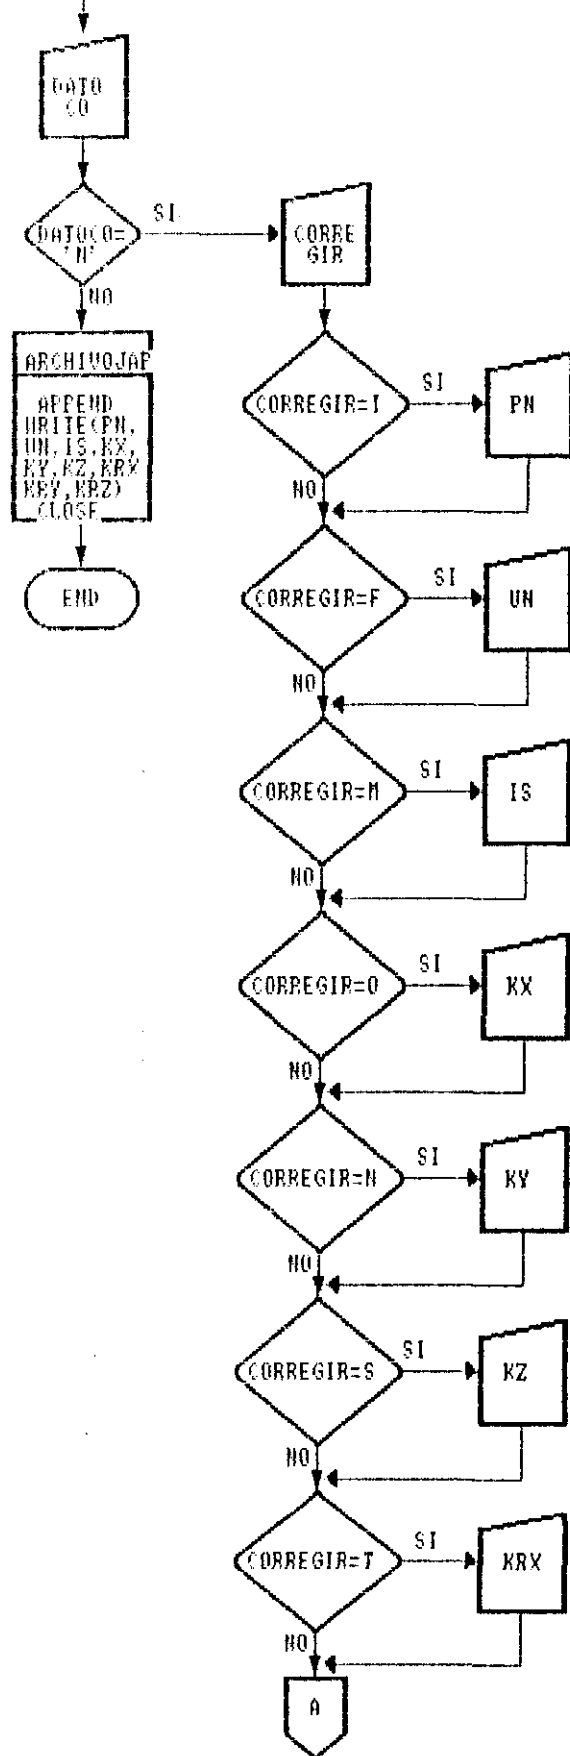 DATO
CO
DATOCO=
'N'
SI
NO
CORRE
GIR
ARCHIVOJAP
APPEND
WRITE(PN,
UN,IS,KX,
KY,KZ,KRX
KRY,KRZ)
CLOSE
END
CORREGIR=I
SI
PN
NO
CORREGIR=F
SI
UN
NO
CORREGIR=M
SI
IS
NO
CORREGIR=O
SI
KX
NO
CORREGIR=N
SI
KY
NO
CORREGIR=S
SI
KZ
NO
CORREGIR=T
SI
KRX
NO
A